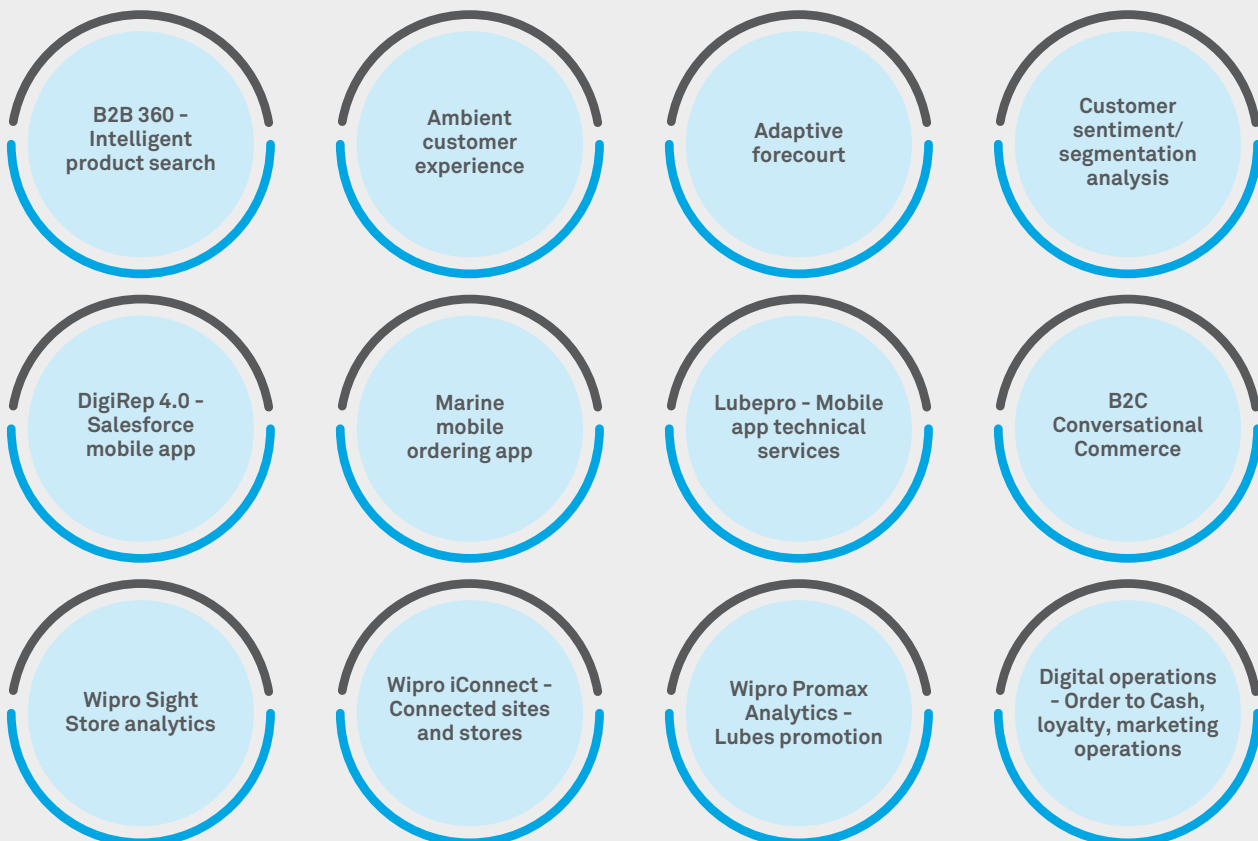 B2B 360 -
Intelligent
product search
Ambient
customer
experience
Adaptive
forecourt
Customer
sentiment/
segmentation
analysis
DigiRep 4.0 -
Salesforce
mobile app
Marine
mobile
ordering app
Lubepro - Mobile
app technical
services
B2C
Conversational
Commerce
Wipro Sight
Store analytics
Wipro iConnect -
Connected sites
and stores
Wipro Promax
Analytics -
Lubes promotion
Digital operations
- Order to Cash,
loyalty, marketing
operations